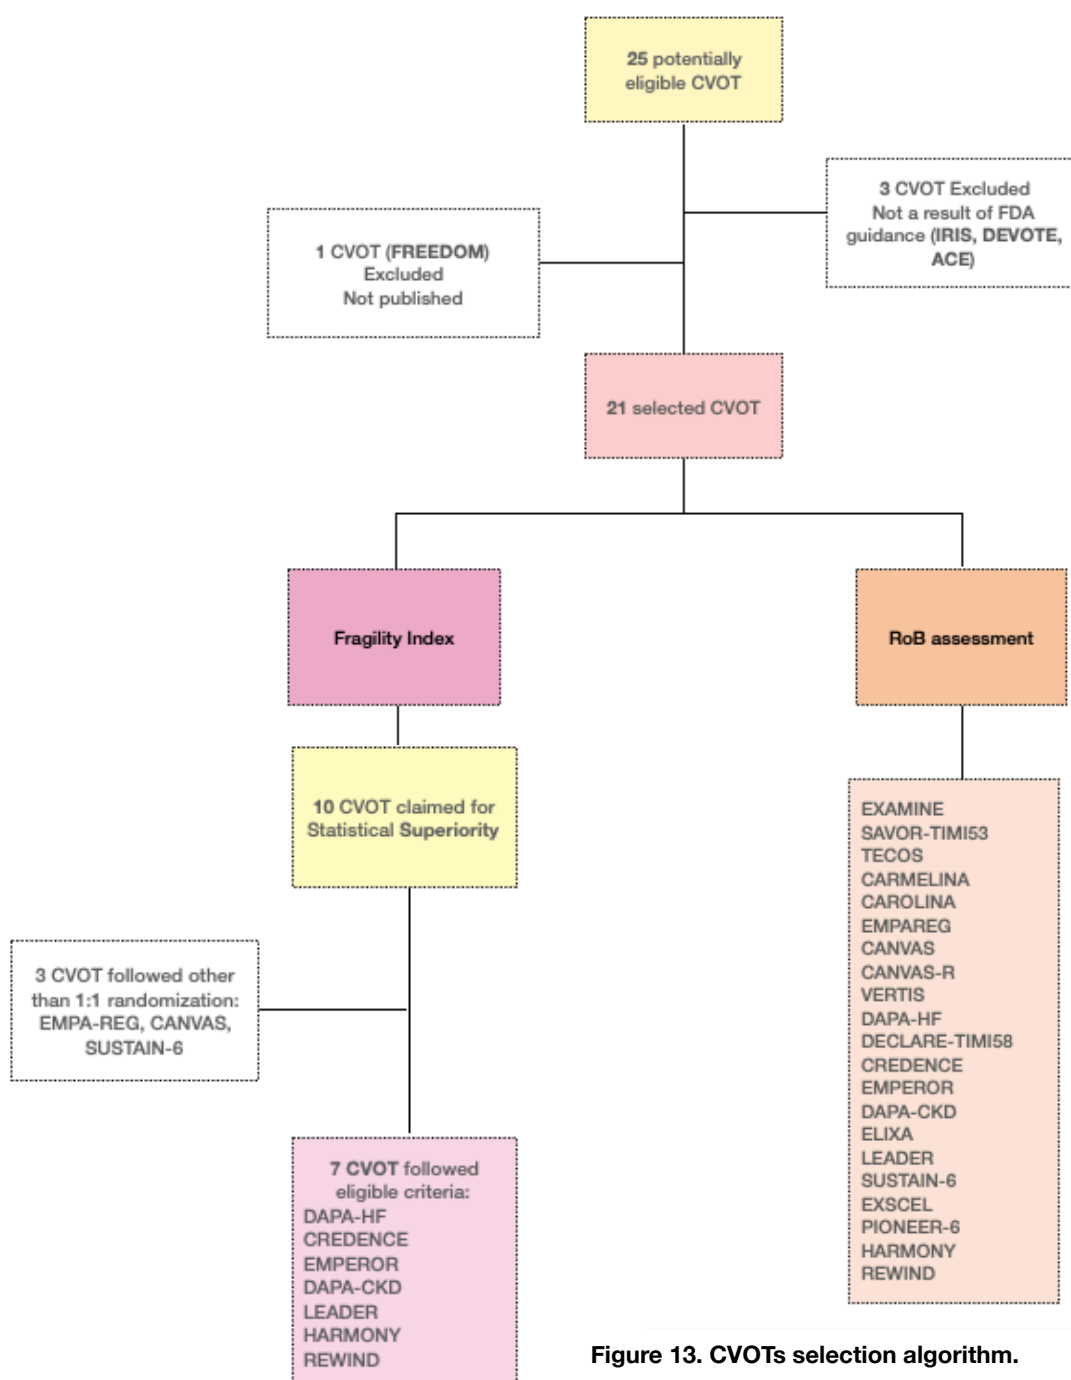 25 potentially
eligible CVOT
3 CVOT Excluded
Not a result of FDA
guidance (IRIS, DEVOTE,
ACE)
1 CVOT (FREEDOM)
Excluded
Not published
21 selected CVOT
Fragility Index
RoB assessment
10 CVOT claimed for
Statistical Superiority
3 CVOT followed other
than 1:1 randomization:
EMPA-REG, CANVAS,
SUSTAIN-6
7 CVOT followed
eligible criteria:
DAPA-HF
CREDENCE
EMPEROR
DAPA-CKD
LEADER
HARMONY
REWIND
EXAMINE
SAVOR-TIMI53
TECOS
CARMELINA
CAROLINA
EMPAREG
CANVAS
CANVAS-R
VERTIS
DAPA-HF
DECLARE-TIMI58
CREDENCE
EMPEROR
DAPA-CKD
ELIXA
LEADER
SUSTAIN-6
EXSCEL
PIONEER-6
HARMONY
REWIND
Figure 13. CVOTs selection algorithm.